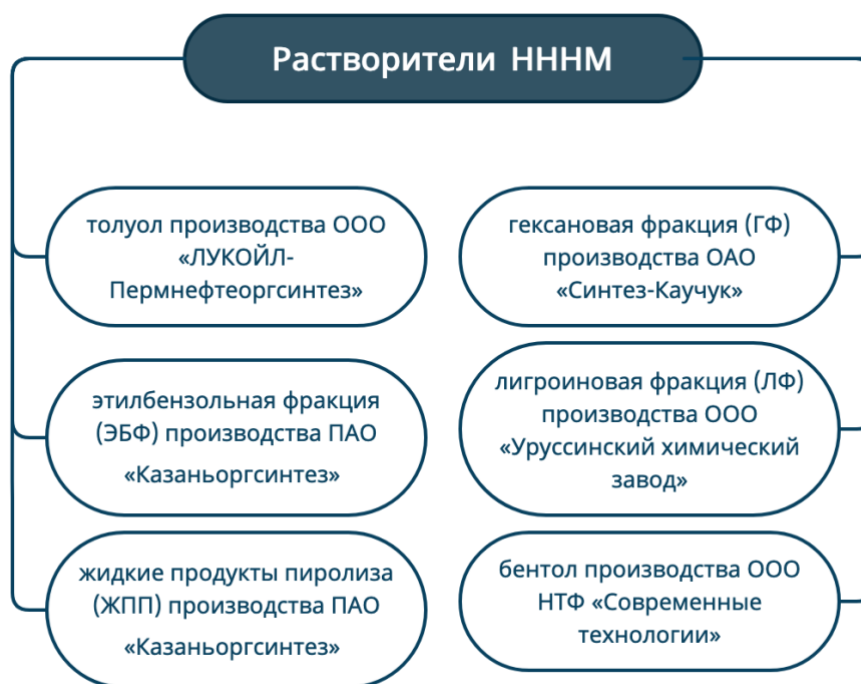 Растворители НННМ
толуол производства ООО
«ЛУКОЙЛ-
Пермнефтеоргсинтез»
этилбензольная фракция
(ЭБФ) производства ПАО
«Казаньоргсинтез»
жидкие продукты пиролиза
(ЖПП) производства ПАО
«Казаньоргсинтез»
гексановая фракция (ГФ)
производства ОАО
«Синтез-Каучук»
лигроиновая фракция (ЛФ)
производства ООО
«Уруссинский химический
завод»
бентол производства ООО
НТФ «Современные
технологии»